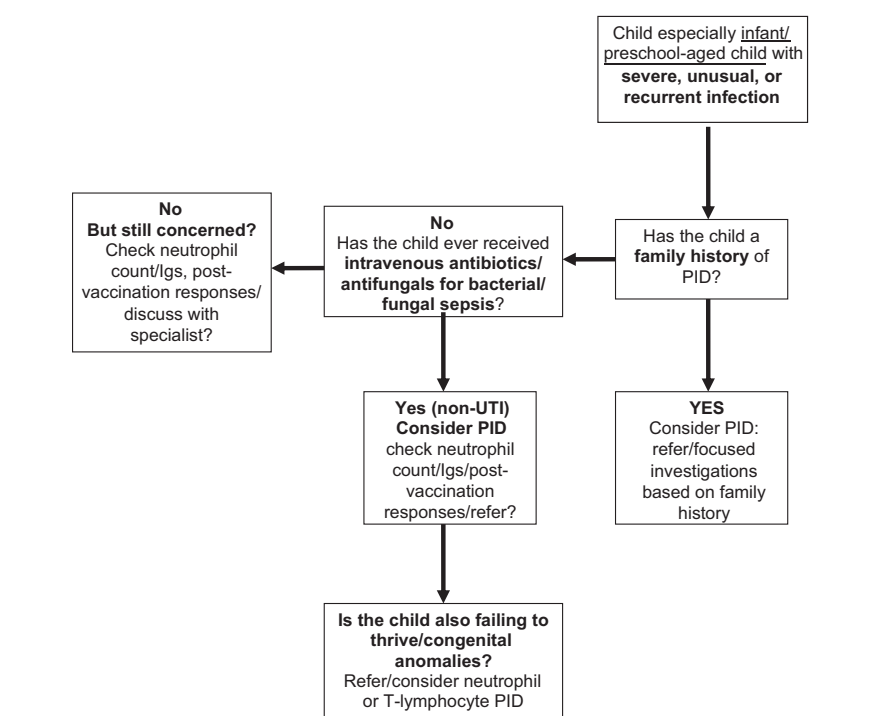 Child especially infant/
preschool-aged child with
severe, unusual, or
recurrent infection
Has the child a
family history of
PID?
No
Has the child ever received
intravenous antibiotics/
antifungals for bacterial/
fungal sepsis?
No
But still concerned?
Check neutrophil
count/Igs, post-
vaccination responses/
discuss with
specialist?
Yes (non-UTI)
Consider PID
check neutrophil
count/Igs/post-
vaccination
responses/refer?
YES
Consider PID:
refer/focused
investigations
based on family
history
Is the child also failing to
thrive/congenital
anomalies?
Refer/consider neutrophil
or T-lymphocyte PID